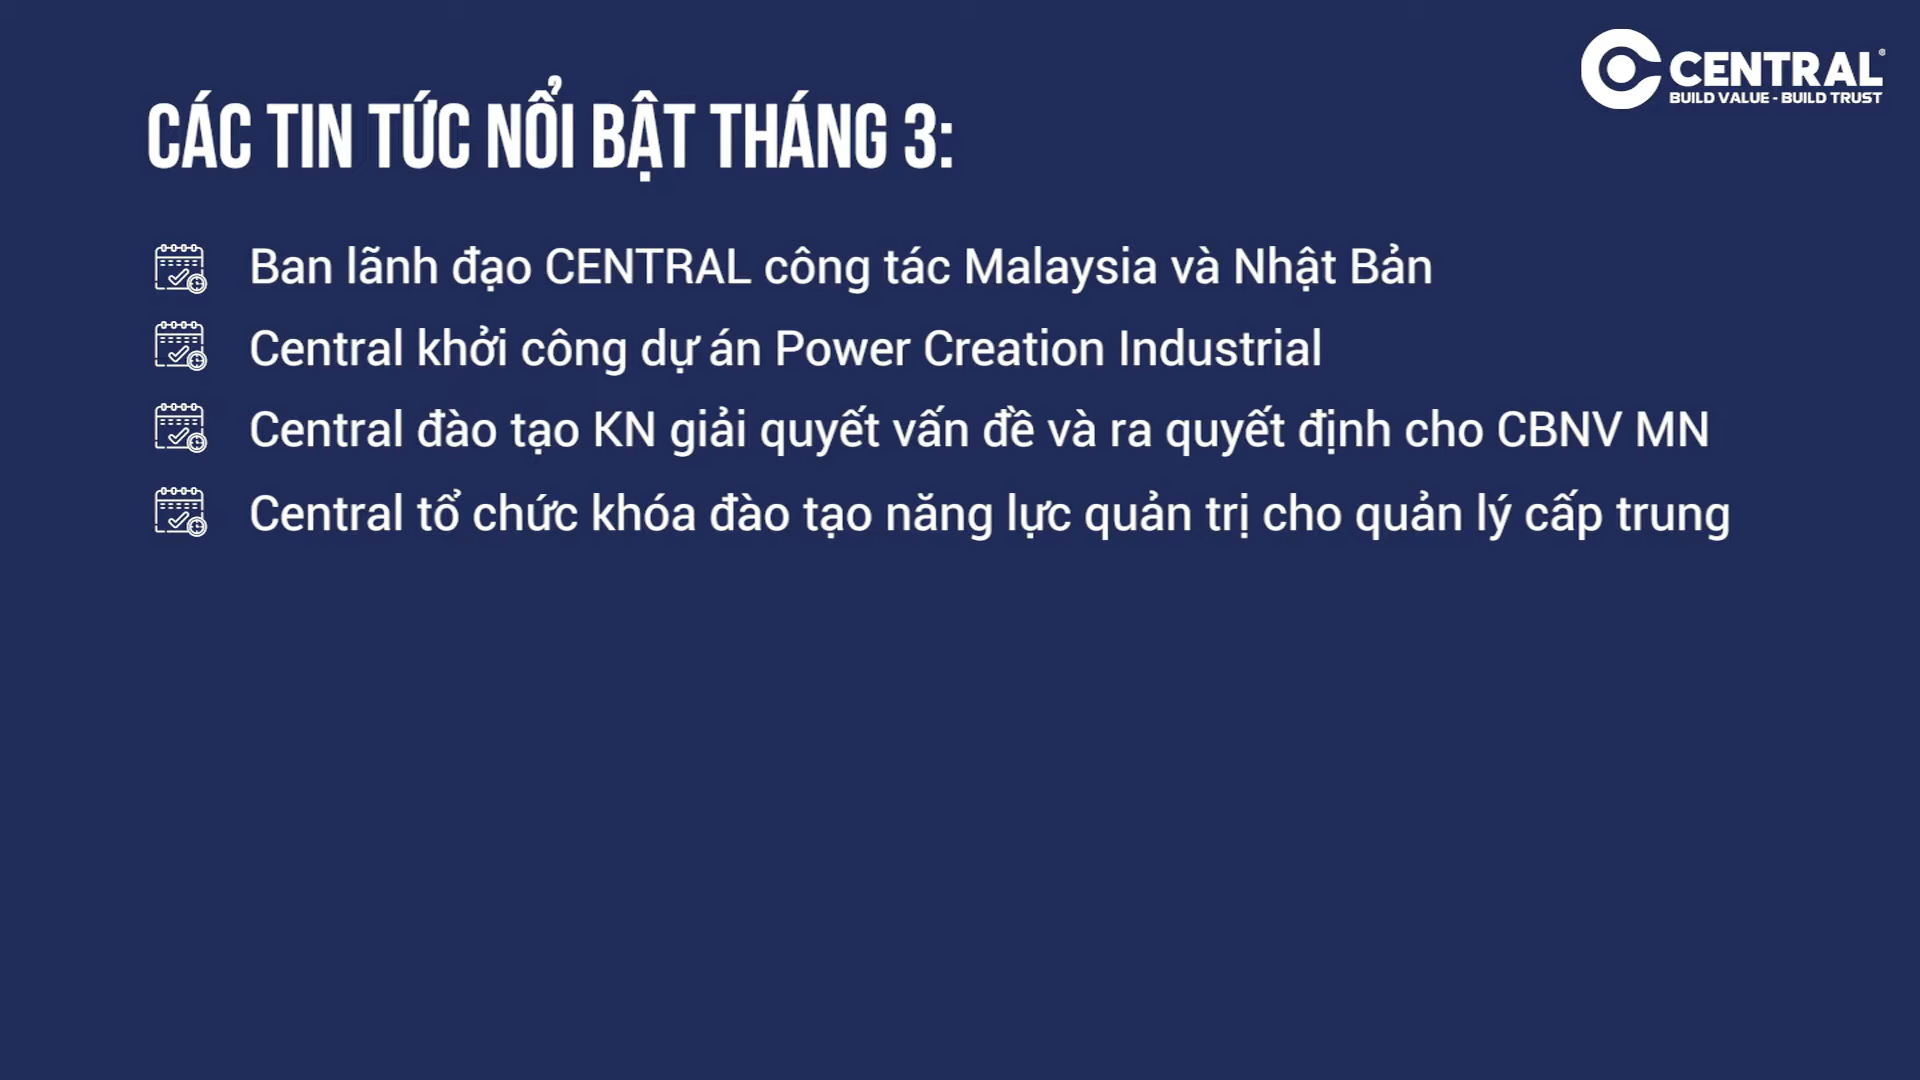 CENTRAL®
BUILD VALUE - BUILD TRUST
CÁC TIN TỨC NỔI BẬT THÁNG 3:
Ban lãnh đạo CENTRAL công tác Malaysia và Nhật Bản
Central khởi công dự án Power Creation Industrial
Central đào tạo KN giải quyết vấn đề và ra quyết định cho CBNV MN
Central tổ chức khóa đào tạo năng lực quản trị cho quản lý cấp trung